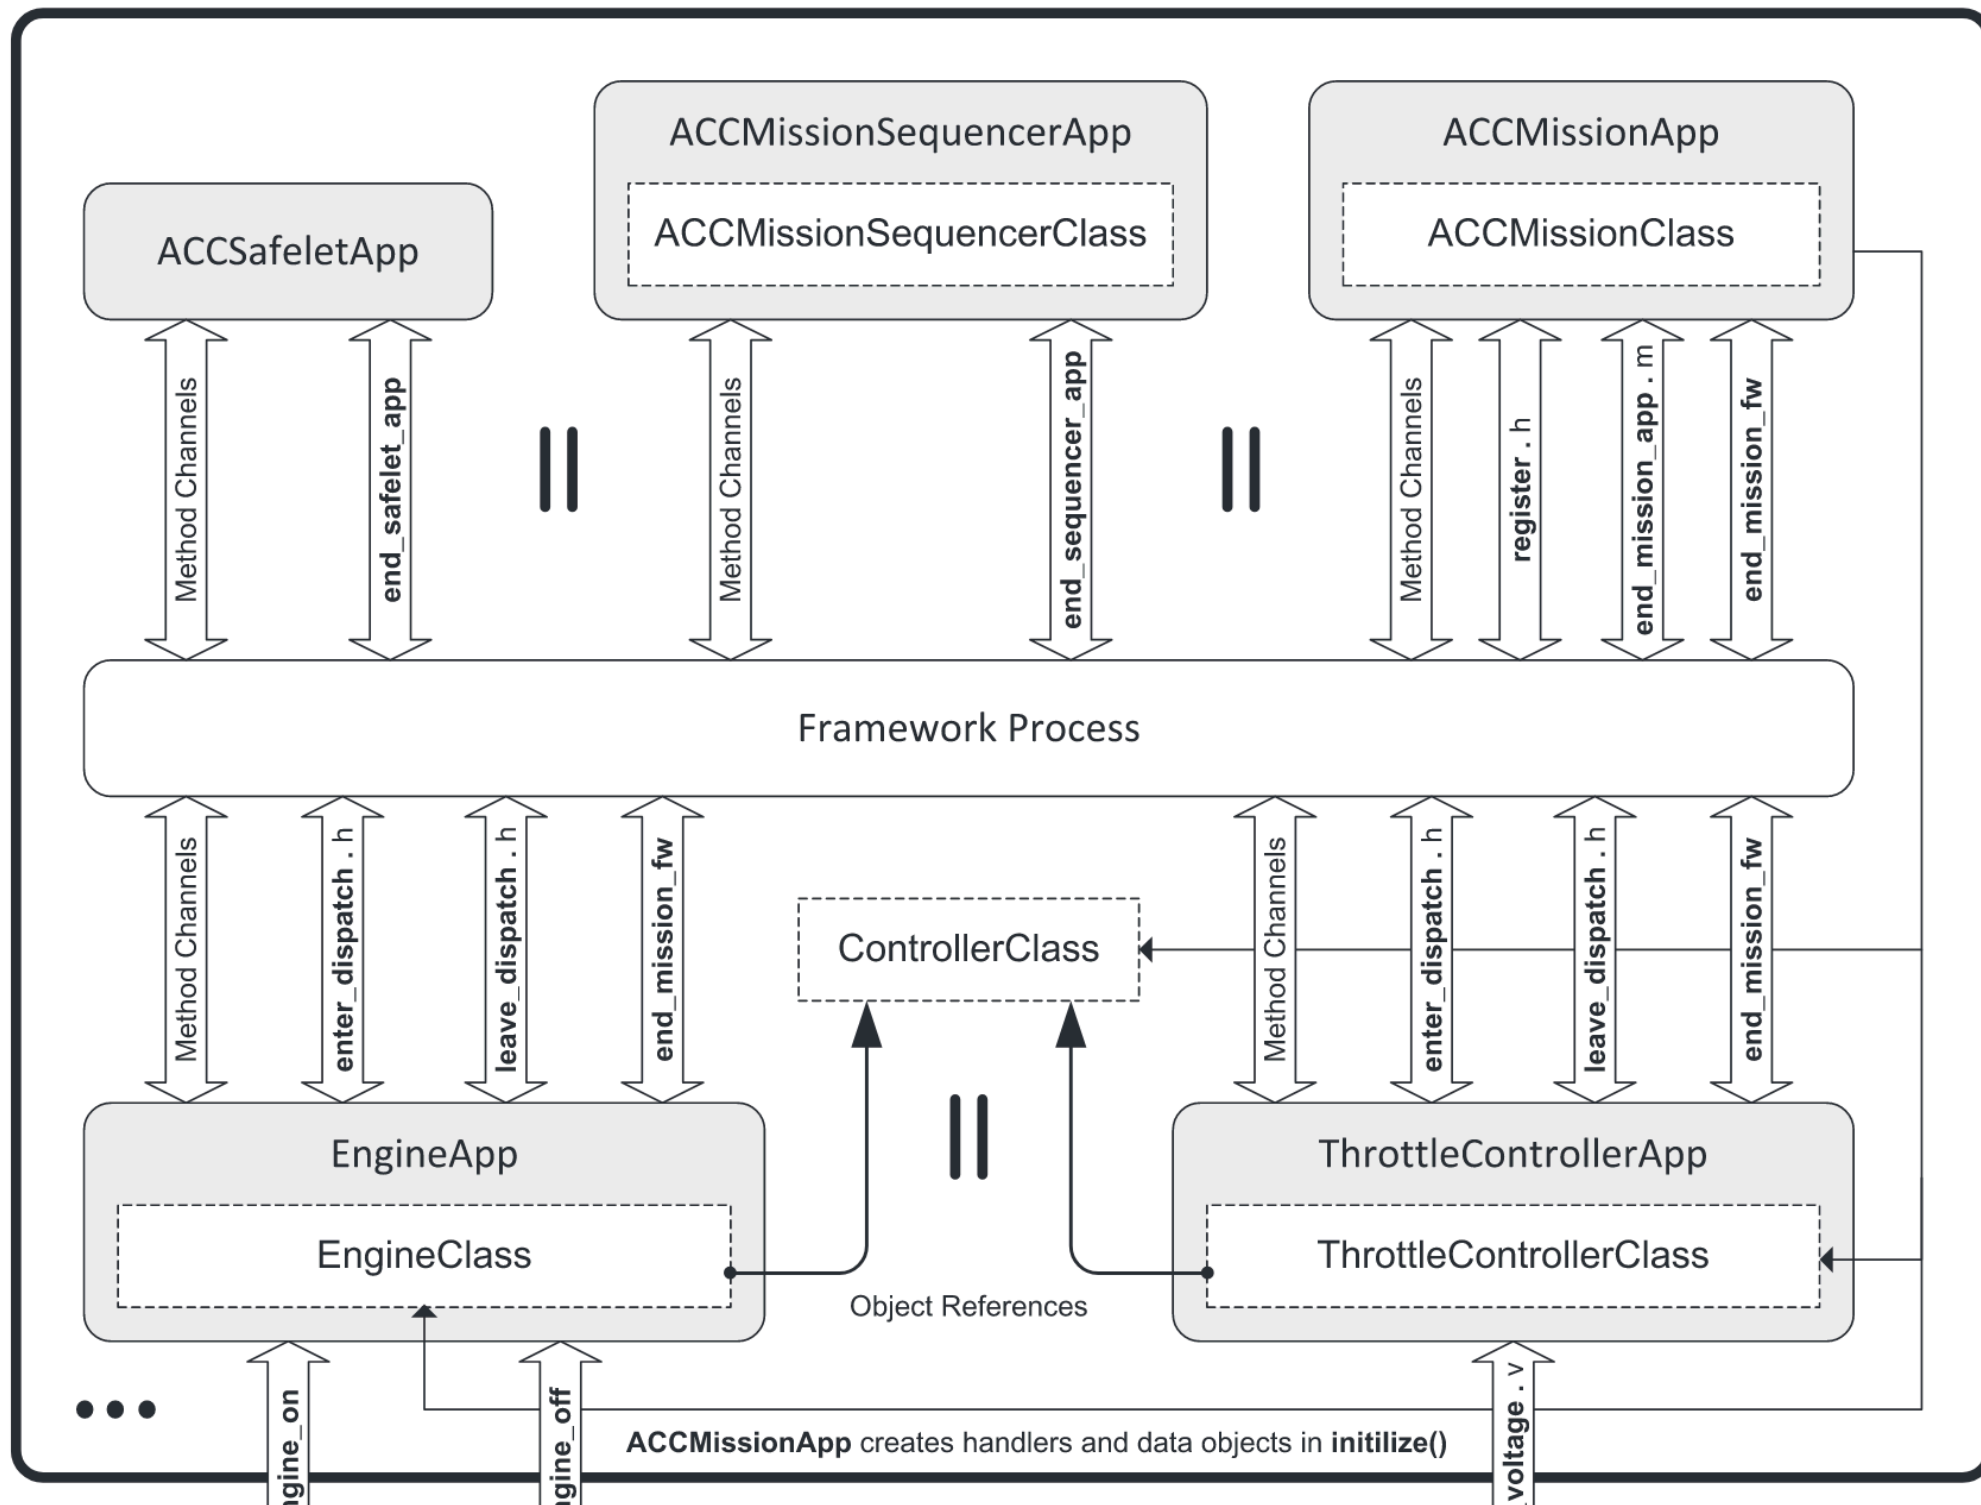 ACCMissionSequencerApp
ACCMissionApp
ACCSafeletApp
ACCMissionSequencerClass
ACCMissionClass
Method Channels
end_safelet_app
Method Channels
end_sequencer_app
Method Channels
register . h
end_mission_app . m
end_mission_fw
Framework Process
Method Channels
enter_dispatch . h
leave_dispatch . h
end_mission_fw
ControllerClass
Method Channels
enter_dispatch . h
leave_dispatch . h
end_mission_fw
EngineApp
ThrottleControllerApp
EngineClass
ThrottleControllerClass
Object References
ngine_on
ngine_off
voltage . v
ACCMissionApp creates handlers and data objects in initilize()